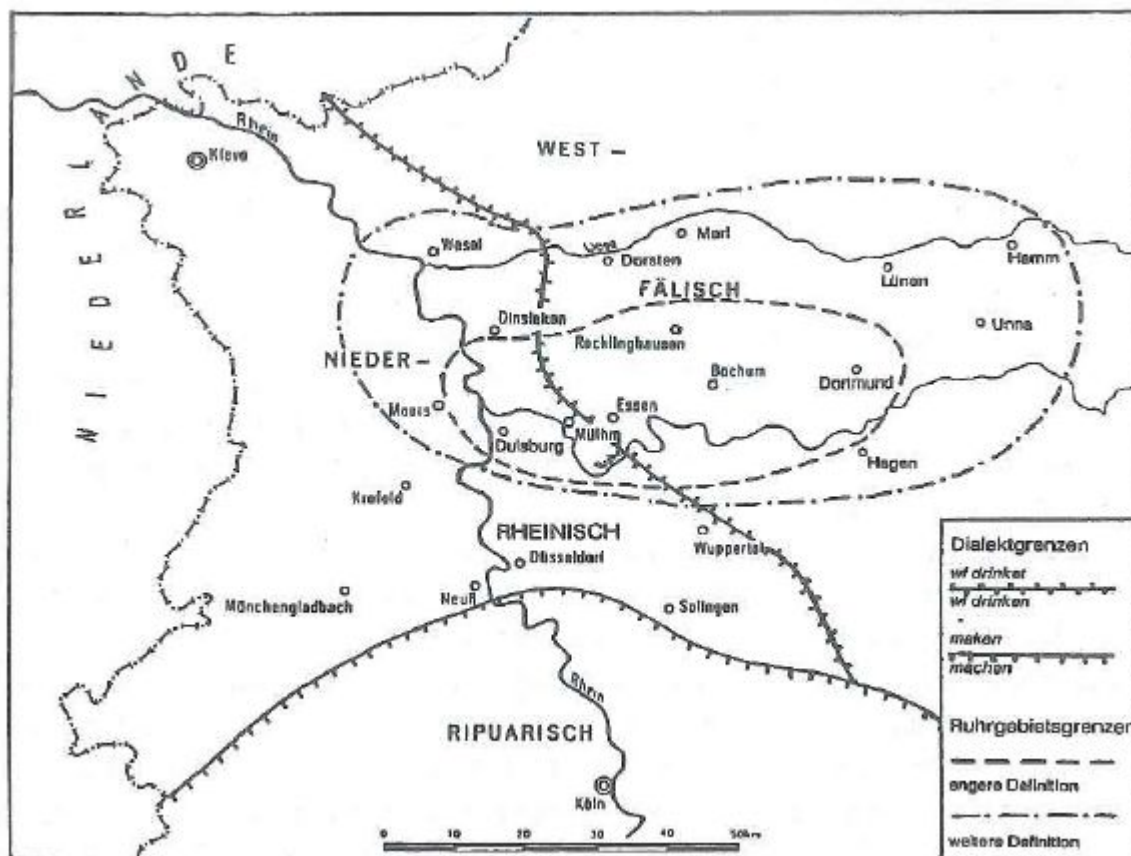 NIEDERLANDE
Rhein
Kleve
WEST –
Wesel
Marl
Dorsten
Hamm
Lünen
FÄLISCH
Dinslaken
Recklinghausen
Unna
NIEDER –
Bochum
Dortmund
Moers
Essen
Mülhm
Duisburg
Hagen
Krefeld
RHEINISCH
Wuppertal
Düsseldorf
Neuß
Mönchengladbach
Solingen
Rhein
RIPUARISCH
Köln
0 10 20 30 40 50km
Dialektgrenzen
wi drinket
wi drinken
maken
machen
Ruhrgebietsgrenzen
engere Definition
weitere Definition